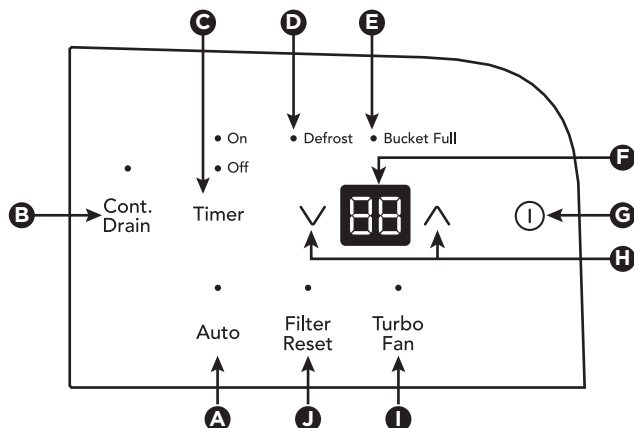 C
D
E
On
Defrost
Bucket Full
Off
F
B
Cont.
Drain
Timer
88
G
H
Auto
Filter
Reset
Turbo
Fan
A
J
I